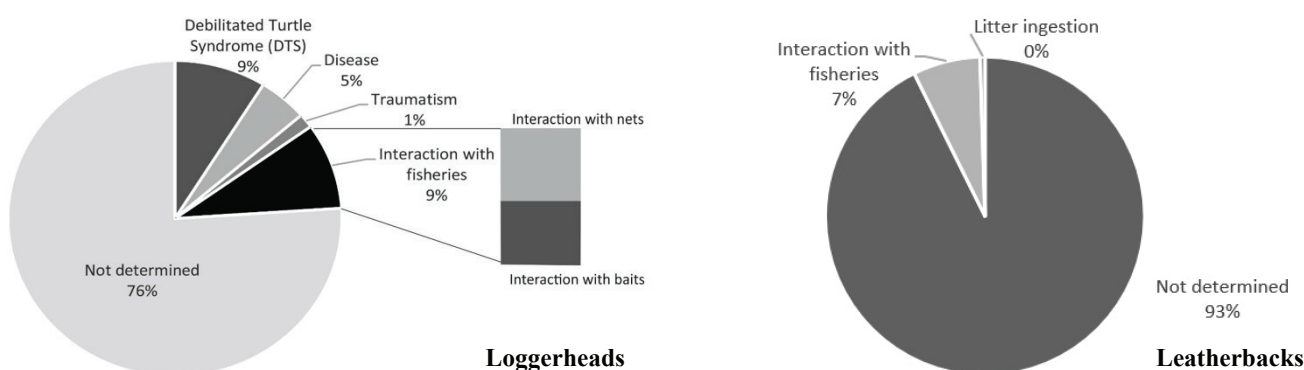 Debilitated Turtle
Syndrome (DTS)
9%
Disease
5%
Traumatism
1%
Interaction with
fisheries
9%
Interaction with nets
Interaction with baits
Not determined
76%
Loggerheads
Litter ingestion
0%
Interaction with
fisheries
7%
Not determined
93%
Leatherbacks